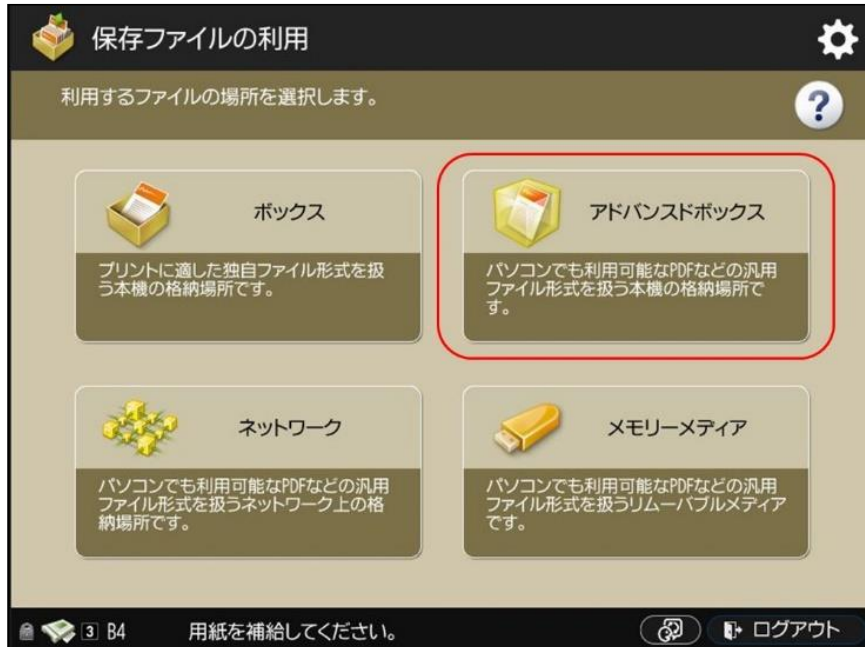 保存ファイルの利用
利用するファイルの場所を選択します。
?
ボックス
プリントに適した独自ファイル形式を扱
う本機の格納場所です。
アドバンスドボックス
パソコンでも利用可能なPDFなどの汎用
ファイル形式を扱う本機の格納場所で
す。
ネットワーク
パソコンでも利用可能なPDFなどの汎用
ファイル形式を扱うネットワーク上の格
納場所です。
メモリーメディア
パソコンでも利用可能なPDFなどの汎用
ファイル形式を扱うリムーバブルメディア
です。
3 B4 用紙を補給してください。 ログアウト